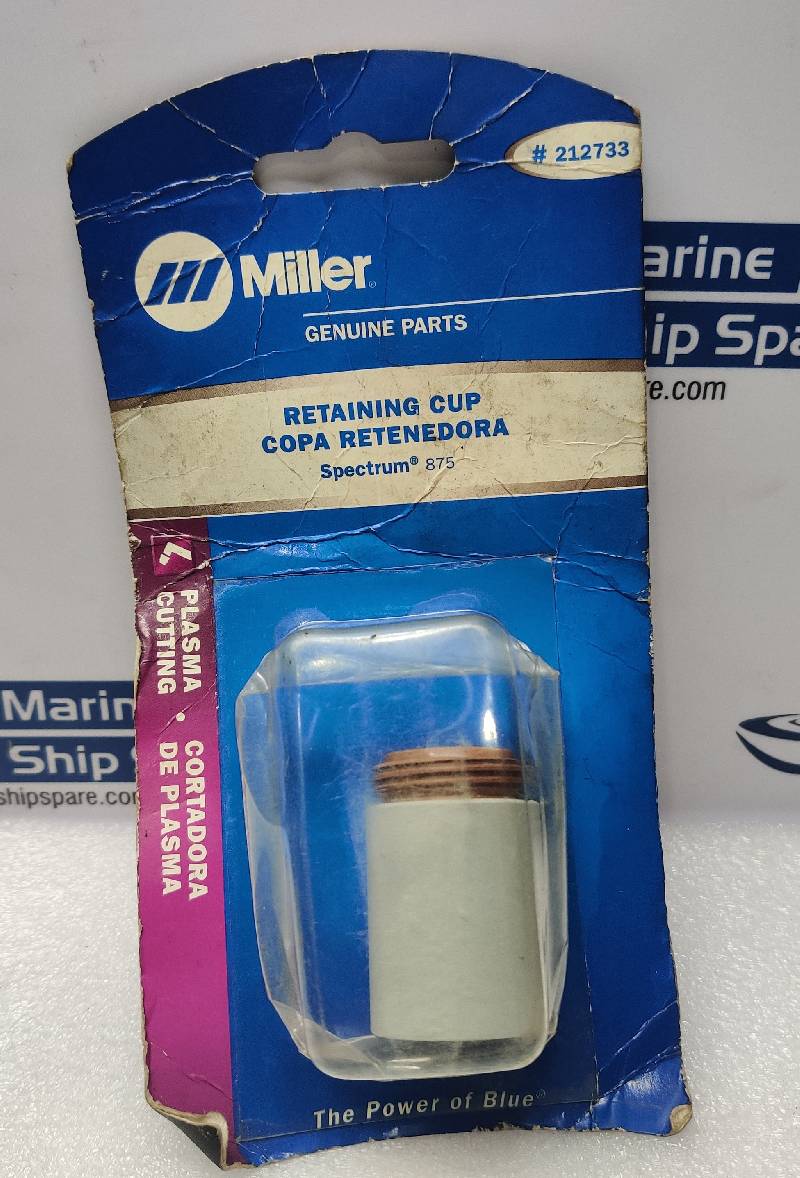 # 212733
Miller®
GENUINE PARTS
RETAINING CUP
COPA RETENEDORA
Spectrum® 875
PLASMA • CORTADORA
CUTTING DE PLASMA
The Power of Blue®
arine
ip Spa
re.com
Marin
Ship
shipspare.co